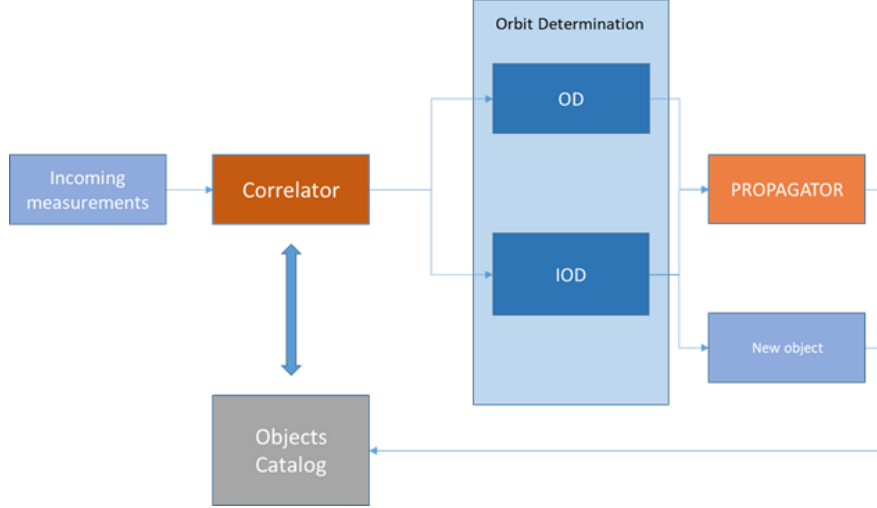 Orbit Determination
OD
Incoming
measurements
Correlator
PROPAGATOR
IOD
New object
Objects
Catalog